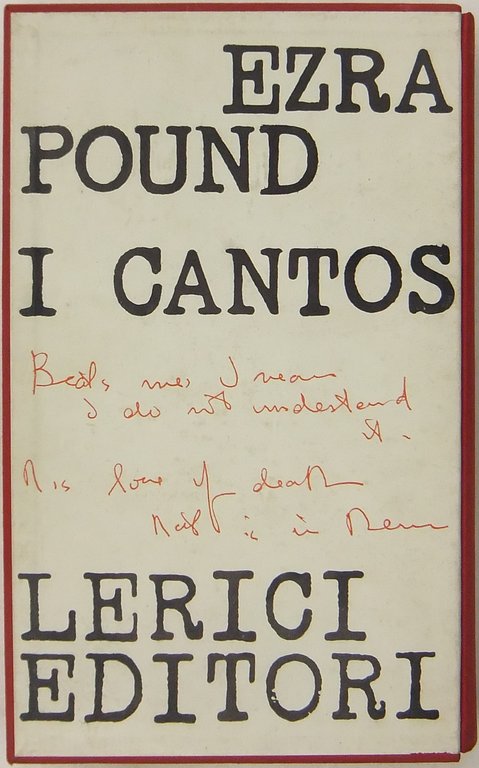 EZRA
POUND
I CANTOS
Beats me, I mean
I do not understand
it.
this love of death
that is in them
LERICI
EDITORI